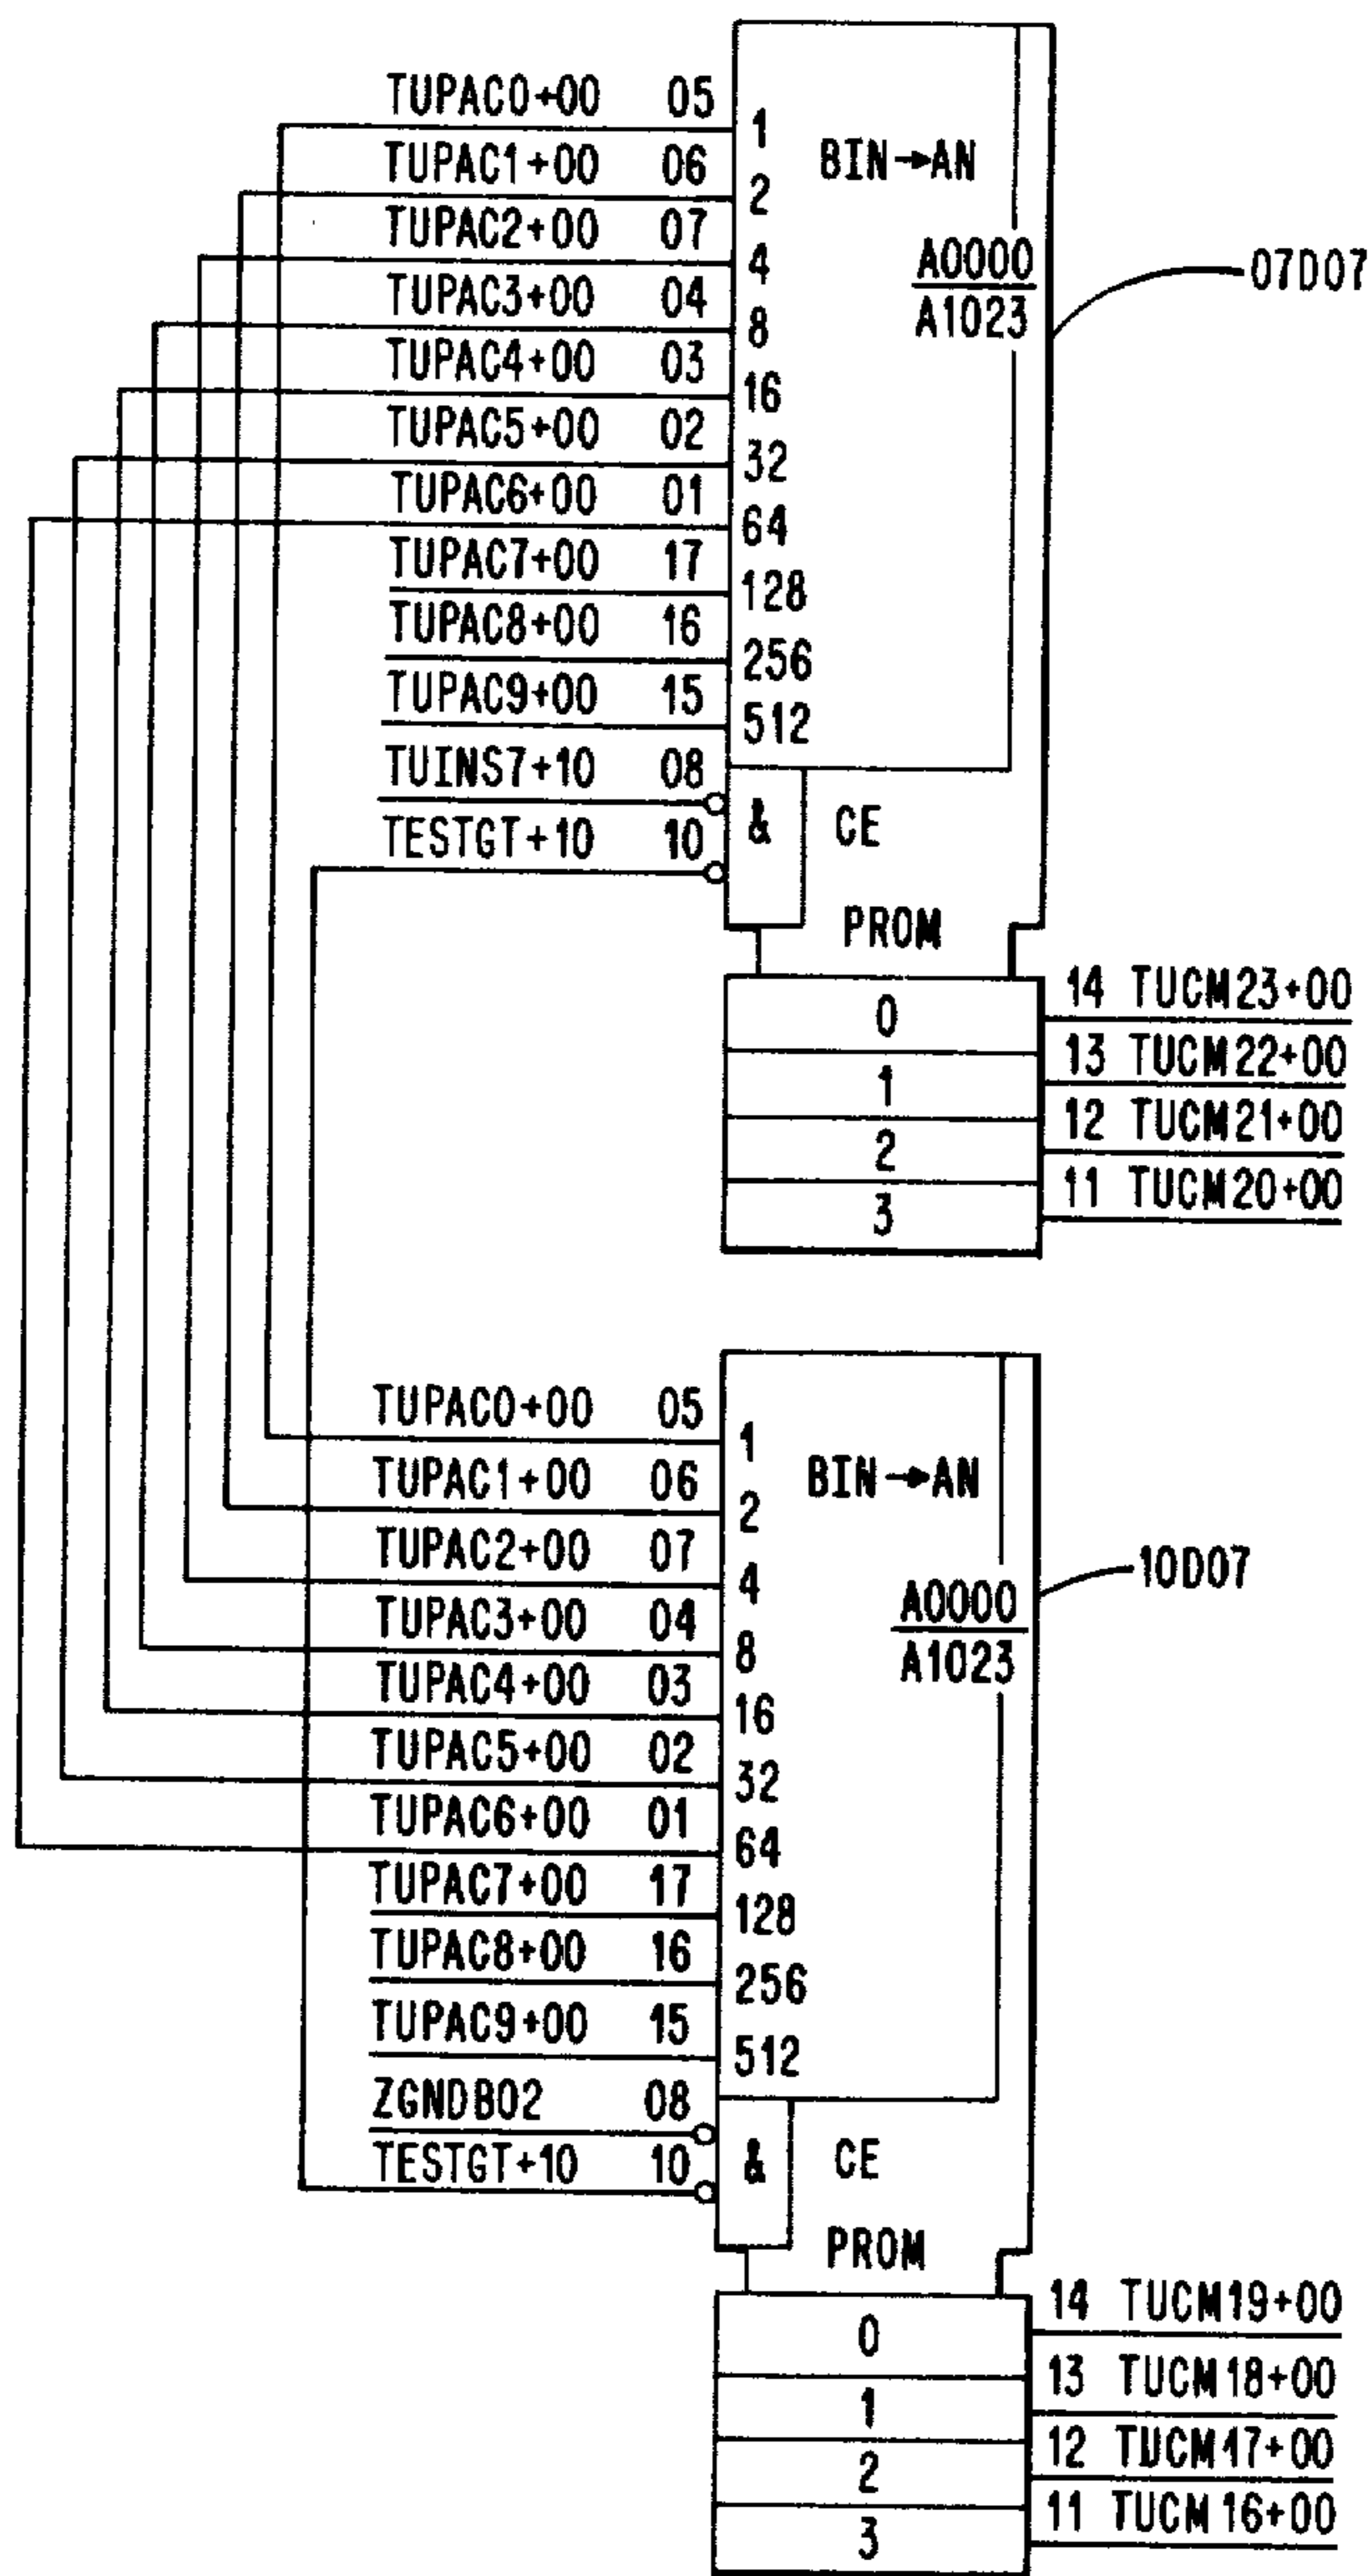 TUPAC0+00 05 1
BIN→AN
TUPAC1+00 06 2
TUPAC2+00 07 4
A0000
07D07
TUPAC3+00 04 8
A1023
TUPAC4+00 03 16
TUPAC5+00 02 32
TUPAC6+00 01 64
TUPAC7+00 17 128
TUPAC8+00 16 256
TUPAC9+00 15 512
TUINS7+10 08
& CE
TESTGT+10 10
PROM
0 14 TUCM23+00
1 13 TUCM22+00
2 12 TUCM21+00
3 11 TUCM20+00
TUPAC0+00 05 1
BIN→AN
TUPAC1+00 06 2
TUPAC2+00 07 4
10D07
A0000
TUPAC3+00 04 8
A1023
TUPAC4+00 03 16
TUPAC5+00 02 32
TUPAC6+00 01 64
TUPAC7+00 17 128
TUPAC8+00 16 256
TUPAC9+00 15 512
ZGNDB02 08
& CE
TESTGT+10 10
PROM
0 14 TUCM19+00
1 13 TUCM18+00
2 12 TUCM17+00
3 11 TUCM16+00